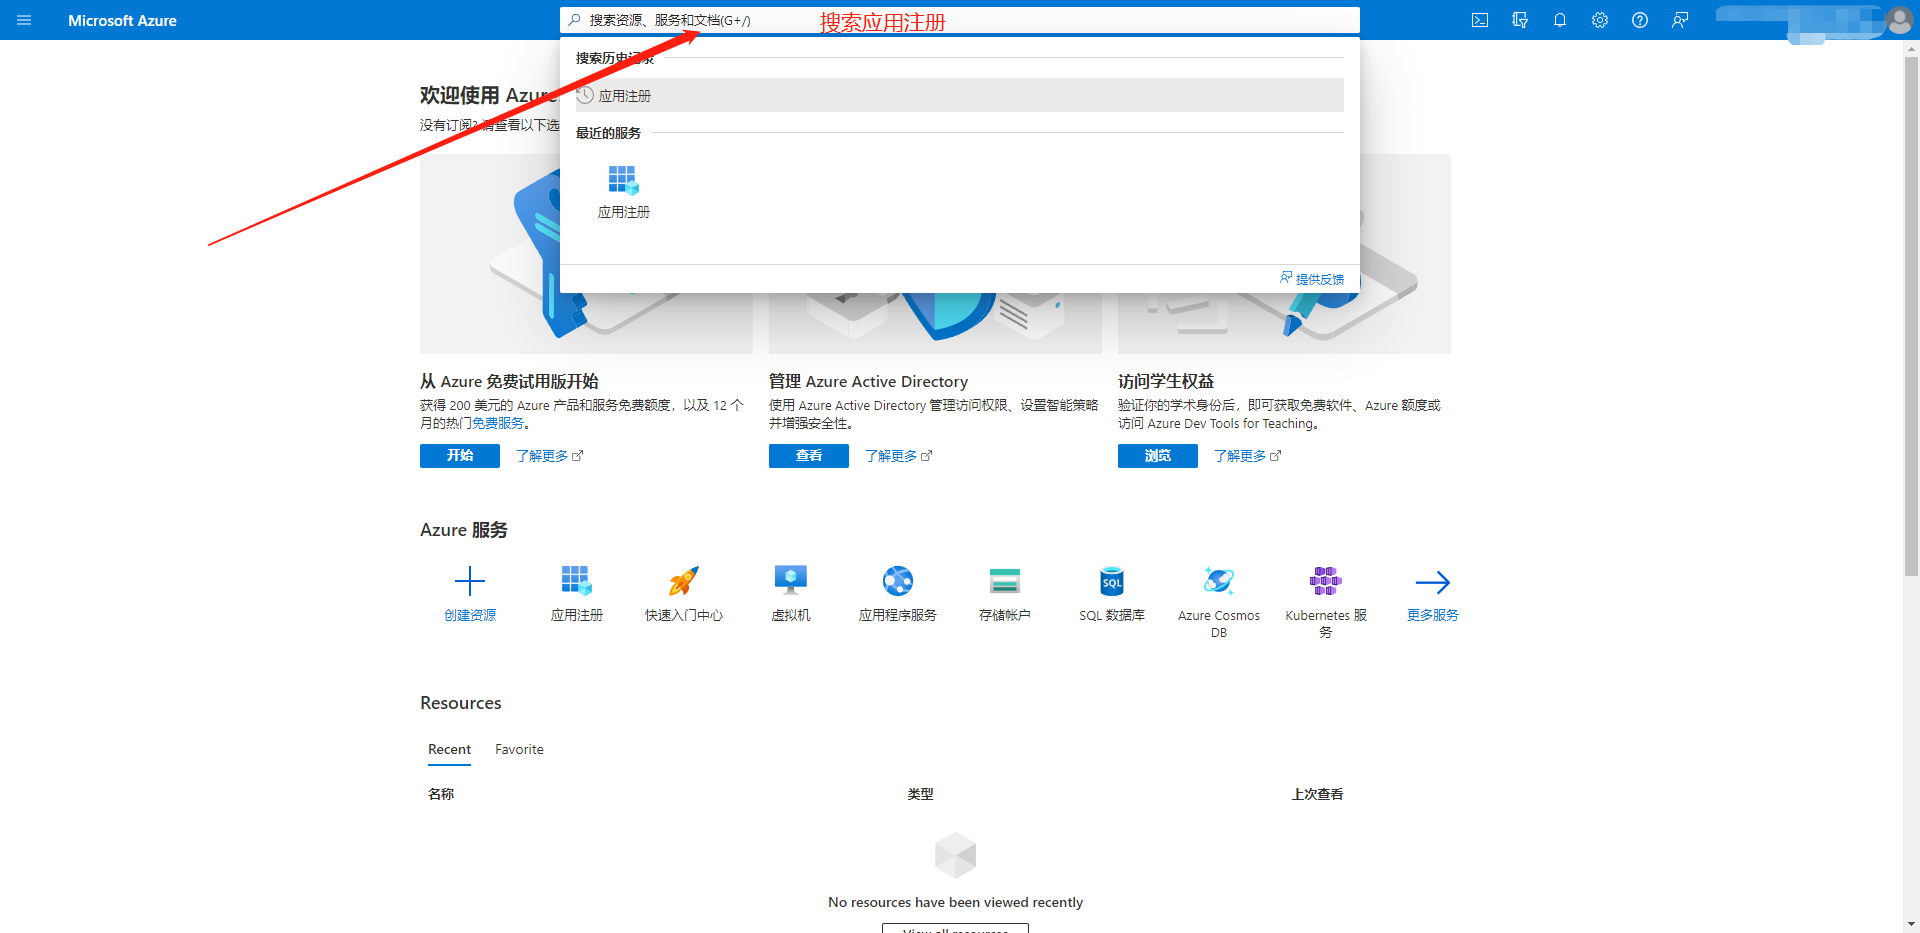 Microsoft Azure
搜索资源、服务和文档(G+/)
搜索应用注册
搜索历史记录
应用注册
最近的服务
应用注册
提供反馈
欢迎使用 Azure
没有订阅? 请查看以下选
从 Azure 免费试用版开始
获得 200 美元的 Azure 产品和服务免费额度，以及 12 个
月的热门免费服务。
开始
了解更多
管理 Azure Active Directory
使用 Azure Active Directory 管理访问权限、设置智能策略
并增强安全性。
查看
了解更多
访问学生权益
验证你的学术身份后，即可获取免费软件、Azure 额度或
访问 Azure Dev Tools for Teaching。
浏览
了解更多
Azure 服务
创建资源
应用注册
快速入门中心
虚拟机
应用程序服务
存储帐户
SQL
SQL 数据库
Azure Cosmos
DB
Kubernetes 服
务
更多服务
Resources
Recent
Favorite
名称
类型
上次查看
No resources have been viewed recently
View all resources